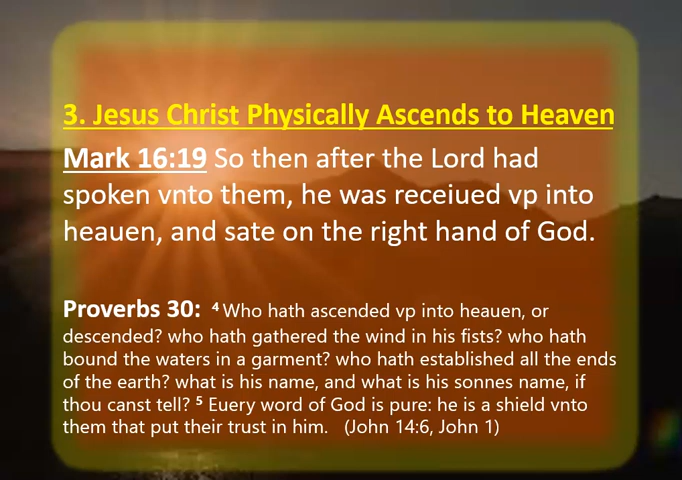 3. Jesus Christ Physically Ascends to Heaven
Mark 16:19 So then after the Lord had
spoken vnto them, he was receiued vp into
heauen, and sate on the right hand of God.
Proverbs 30: 4 Who hath ascended vp into heauen, or
descended? who hath gathered the wind in his fists? who hath
bound the waters in a garment? who hath established all the ends
of the earth? what is his name, and what is his sonnes name, if
thou canst tell? 5 Euery word of God is pure: he is a shield vnto
them that put their trust in him. (John 14:6, John 1)